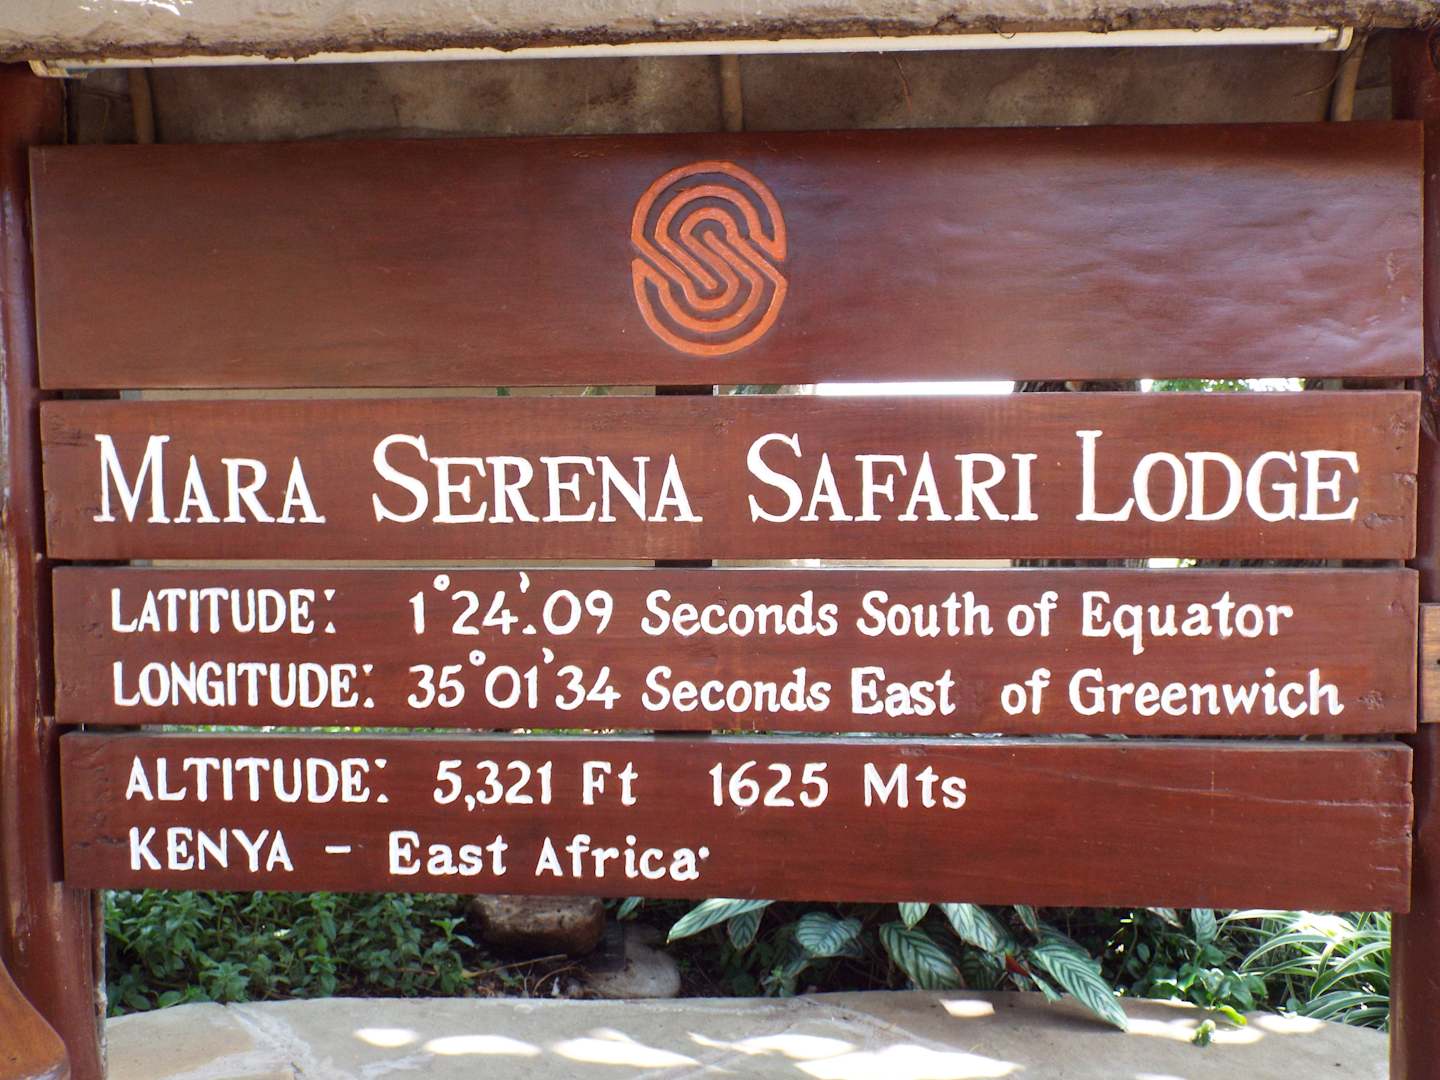 MARA SERENA SAFARI LODGE
LATITUDE: 1°24'.09 Seconds South of Equator
LONGITUDE: 35°01'34 Seconds East of Greenwich
ALTITUDE: 5,321 Ft 1625 Mts
KENYA - East Africa.